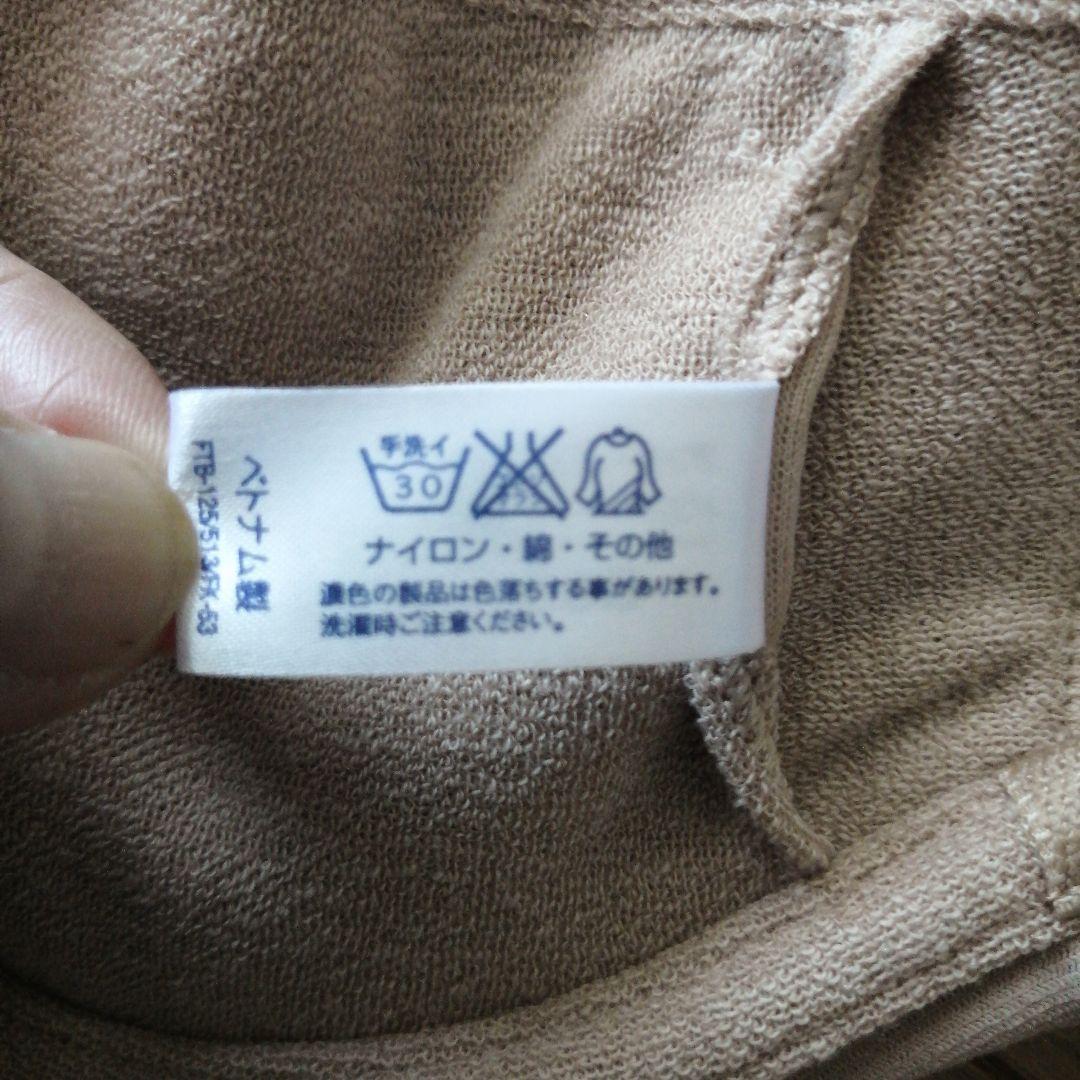 手洗イ
30
ナイロン・綿・その他
濃色の製品は色落ちする事があります。
洗濯時ご注意ください。
ベトナム製